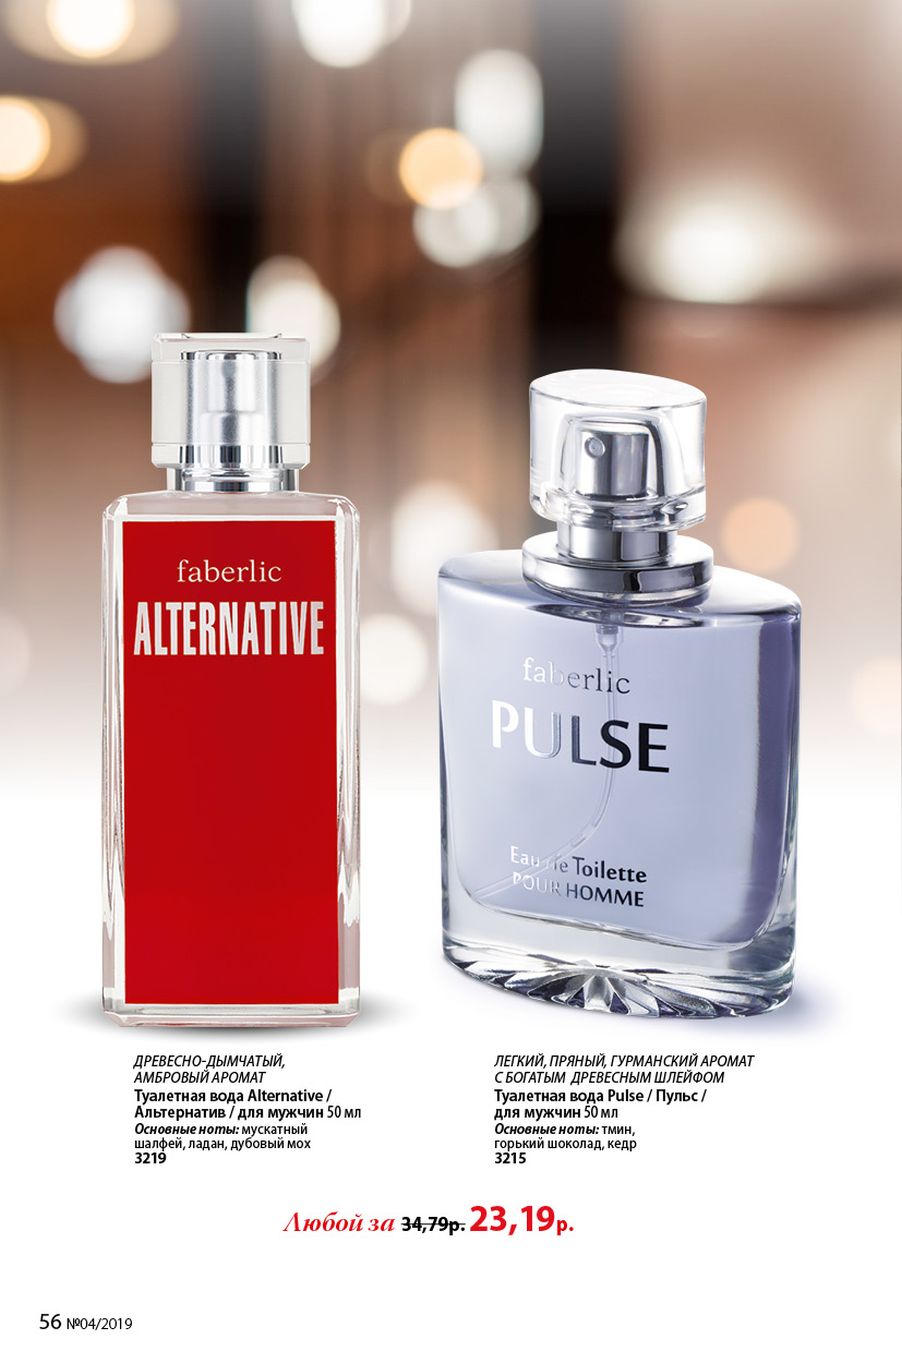 faberlic
ALTERNATIVE
faberlic
PULSE
Eau de Toilette
POUR HOMME
ДРЕВЕСНО-ДЫМЧАТЫЙ,
АМБРОВЫЙ АРОМАТ
Туалетная вода Alternative /
Альтернатив / для мужчин 50 мл
Основные ноты: мускатный
шалфей, ладан, дубовый мох
3219
ЛЕГКИЙ, ПРЯНЫЙ, ГУРМАНСКИЙ АРОМАТ
С БОГАТЫМ ДРЕВЕСНЫМ ШЛЕЙФОМ
Туалетная вода Pulse / Пульс /
для мужчин 50 мл
Основные ноты: тмин,
горький шоколад, кедр
3215
Любой за 34,79р. 23,19р.
56 №04/2019